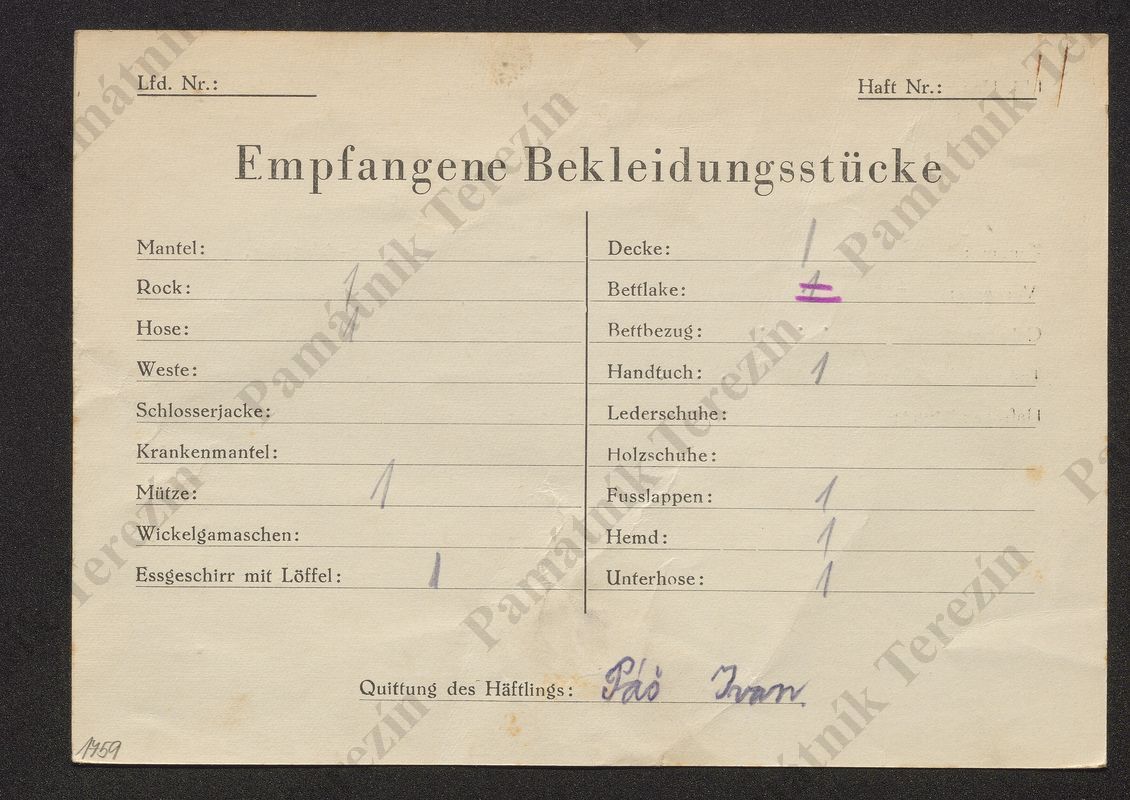 Lfd. Nr.:
Haft Nr.:
Empfangene Bekleidungsstücke
Mantel:
Rock: 1
Hose: 1
Weste:
Schlosserjacke:
Krankenmantel:
Mütze: 1
Wickelgamaschen:
Essgeschirr mit Löffel: 1
Decke: 1
Bettlake: 1
Bettbezug:
Handtuch: 1
Lederschuhe:
Holzschuhe:
Fusslappen: 1
Hemd: 1
Unterhose: 1
Quittung des Häftlings: Páš Ivan
1759
Památník Terezín